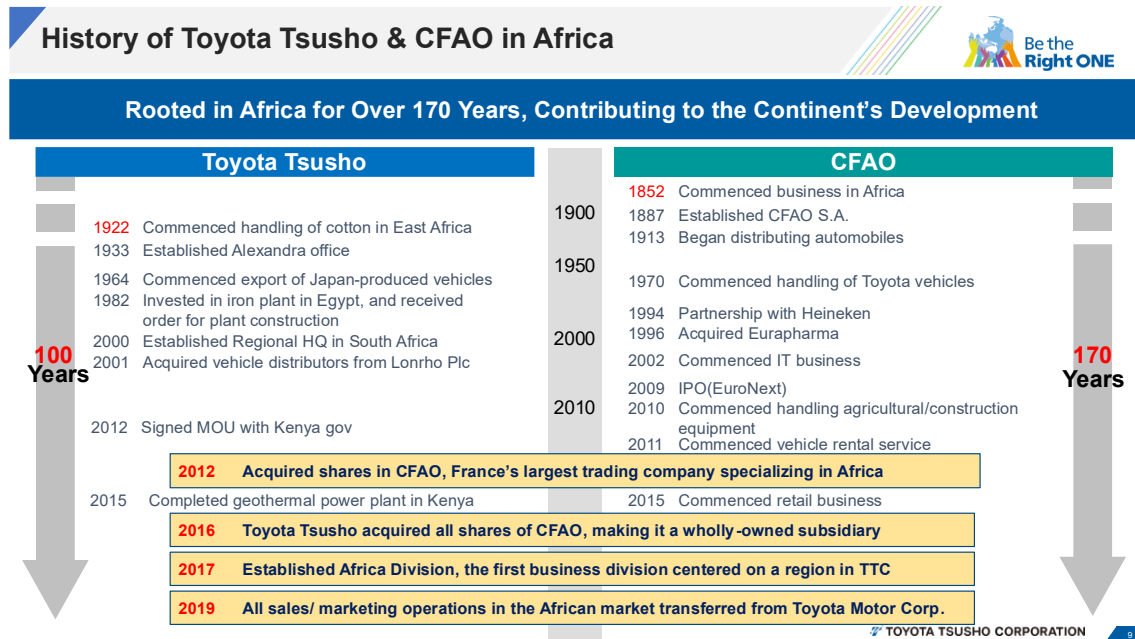 History of Toyota Tsusho & CFAO in Africa
Be the
Right ONE
Rooted in Africa for Over 170 Years, Contributing to the Continent's Development
Toyota Tsusho
1922 Commenced handling of cotton in East Africa
1933 Established Alexandra office
1964 Commenced export of Japan-produced vehicles
1982 Invested in iron plant in Egypt, and received
order for plant construction
2000 Established Regional HQ in South Africa
2001 Acquired vehicle distributors from Lonrho Plc
2012 Signed MOU with Kenya gov
100
Years
1900
1950
2000
2010
CFAO
1852 Commenced business in Africa
1887 Established CFAO S.A.
1913 Began distributing automobiles
1970 Commenced handling of Toyota vehicles
1994 Partnership with Heineken
1996 Acquired Eurapharma
2002 Commenced IT business
2009 IPO(EuroNext)
2010 Commenced handling agricultural/construction
equipment
2011 Commenced vehicle rental service
170
Years
2012 Acquired shares in CFAO, France's largest trading company specializing in Africa
2015 Completed geothermal power plant in Kenya
2015 Commenced retail business
2016 Toyota Tsusho acquired all shares of CFAO, making it a wholly-owned subsidiary
2017 Established Africa Division, the first business division centered on a region in TTC
2019 All sales/ marketing operations in the African market transferred from Toyota Motor Corp.
TOYOTA TSUSHO CORPORATION
9